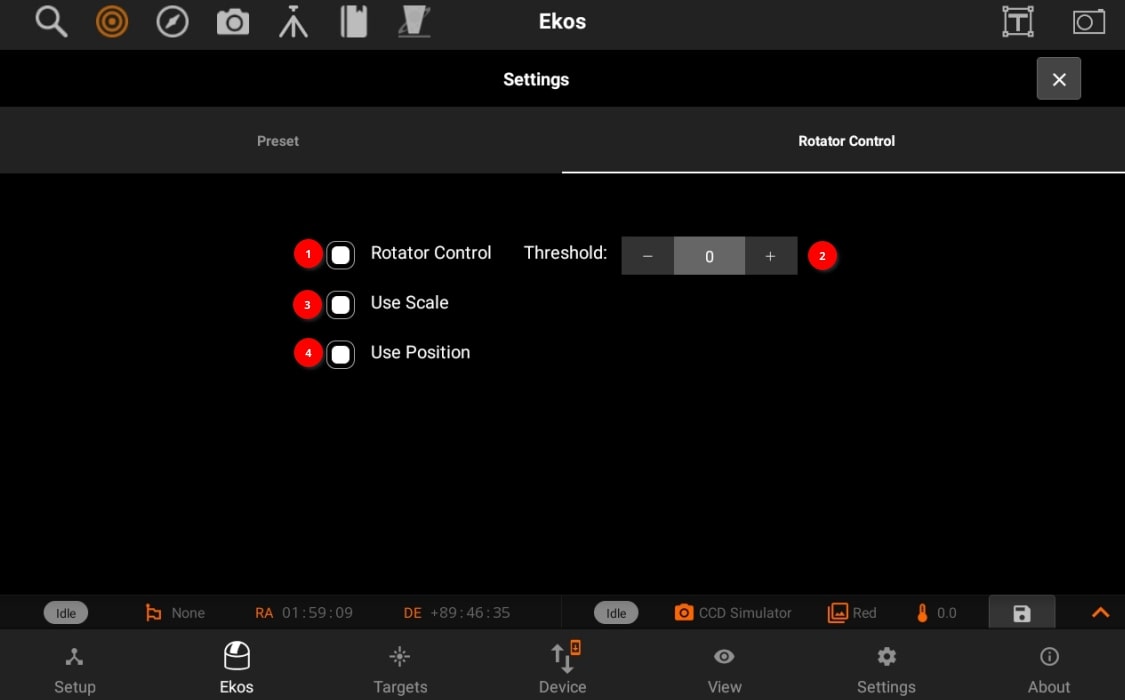 Ekos
T
Settings
×
Preset
Rotator Control
1 Rotator Control Threshold: − 0 + 2
3 Use Scale
4 Use Position
Idle None RA 01:59:09 DE +89:46:35 Idle CCD Simulator Red 0.0
Setup Ekos Targets Device View Settings About